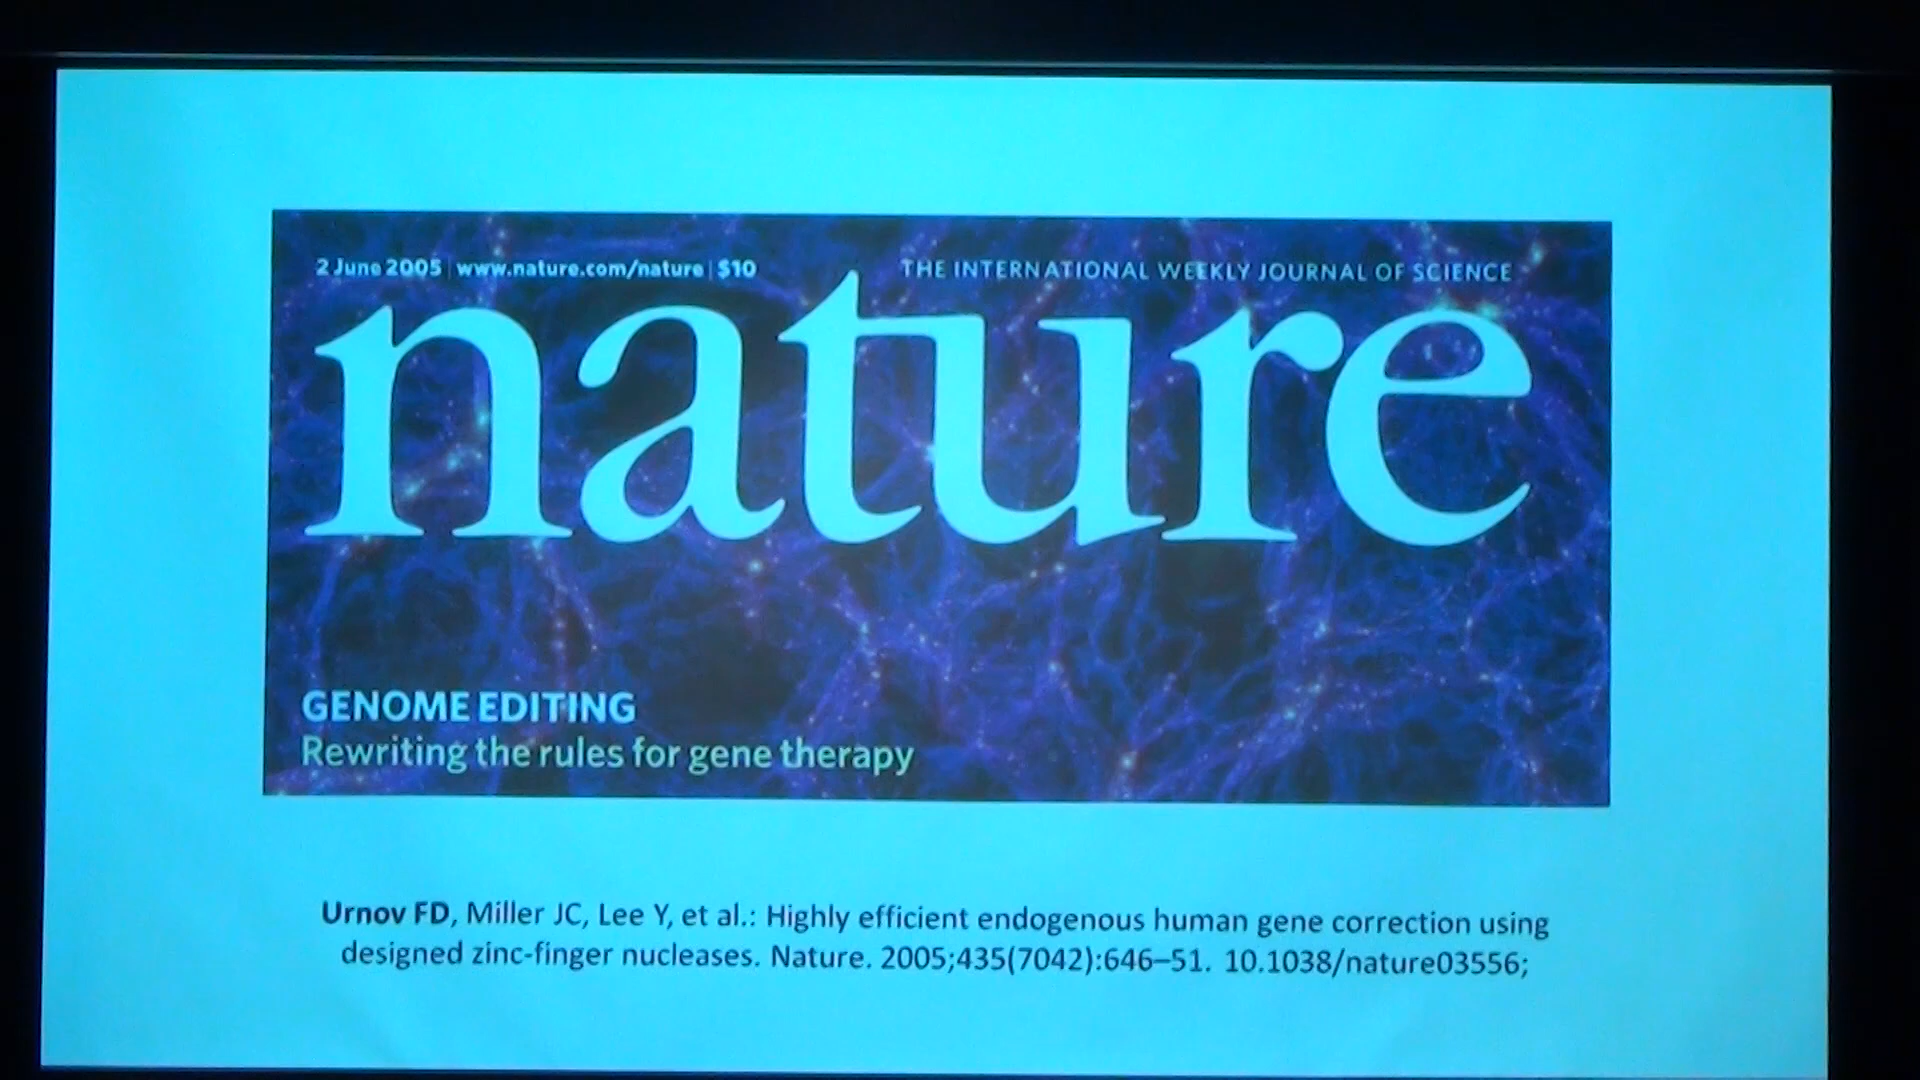 2 June 2005 | www.nature.com/nature | $10
THE INTERNATIONAL WEEKLY JOURNAL OF SCIENCE
nature
GENOME EDITING
Rewriting the rules for gene therapy
Urnov FD, Miller JC, Lee Y, et al.: Highly efficient endogenous human gene correction using
designed zinc-finger nucleases. Nature. 2005;435(7042):646–51. 10.1038/nature03556;